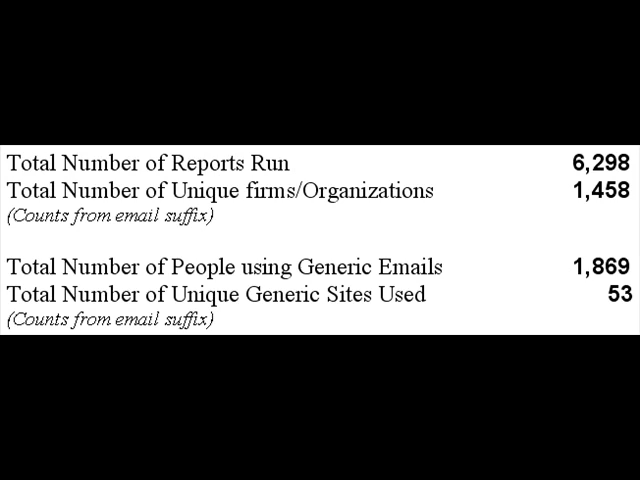 Total Number of Reports Run 6,298
Total Number of Unique firms/Organizations 1,458
(Counts from email suffix)
Total Number of People using Generic Emails 1,869
Total Number of Unique Generic Sites Used 53
(Counts from email suffix)